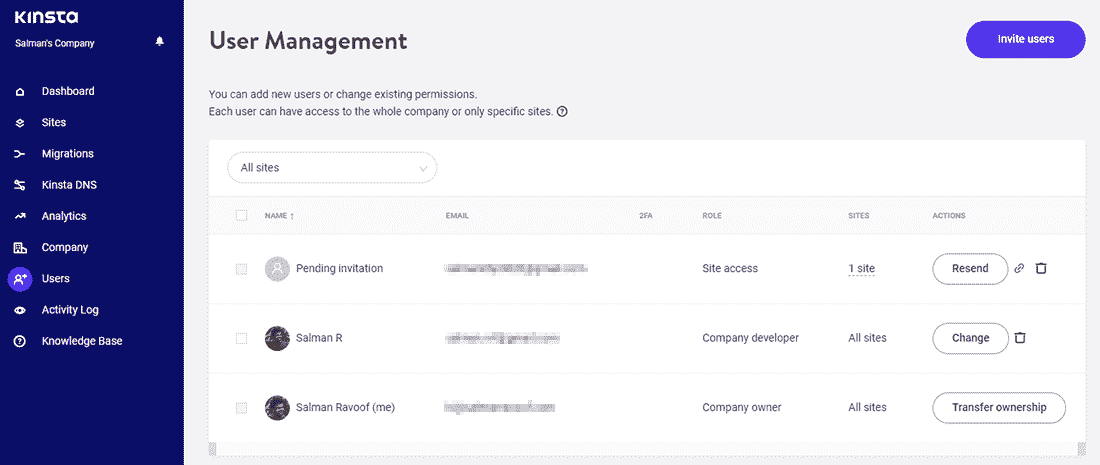 KINSTA
Salman's Company
Dashboard
Sites
Migrations
Kinsta DNS
Analytics
Company
Users
Activity Log
Knowledge Base
User Management
Invite users
You can add new users or change existing permissions.
Each user can have access to the whole company or only specific sites. ?
All sites
NAME ↑ EMAIL 2FA ROLE SITES ACTIONS
Pending invitation Site access 1 site Resend
Salman R Company developer All sites Change
Salman Ravoof (me) Company owner All sites Transfer ownership